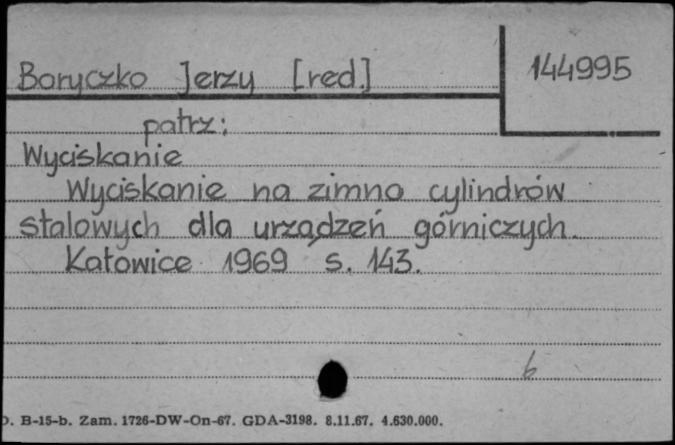 Boryczko Jerzy [red.]
144995
patrz:
Wyciskanie
Wyciskanie na zimno cylindrów
stalowych dla urządzeń górniczych.
Katowice 1969 s. 143.
b
B-15-b. Zam. 1726-DW-On-67. GDA-3198. 8.11.67. 4.630.000.